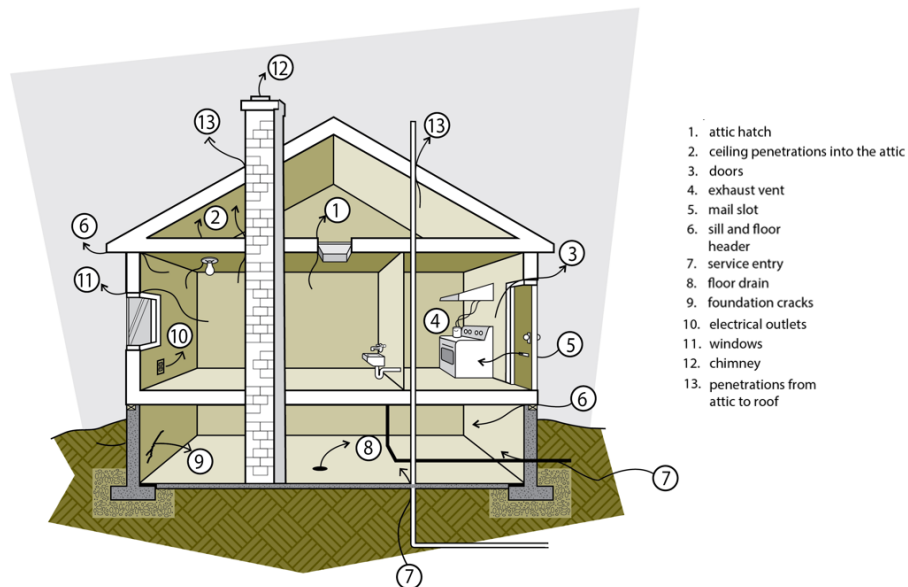 12
13
13
1
2
6
3
11
4
10
5
6
9
8
7
7
1. attic hatch
2. ceiling penetrations into the attic
3. doors
4. exhaust vent
5. mail slot
6. sill and floor
header
7. service entry
8. floor drain
9. foundation cracks
10. electrical outlets
11. windows
12. chimney
13. penetrations from
attic to roof